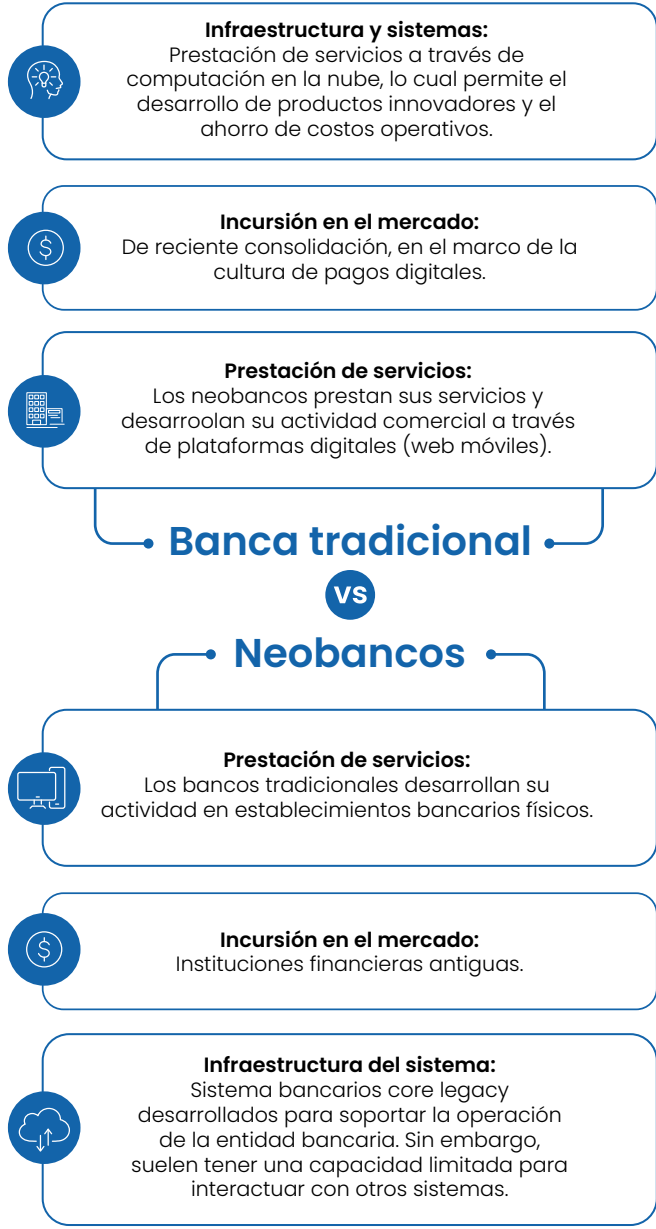 Infraestructura y sistemas:
Prestación de servicios a través de
computación en la nube, lo cual permite el
desarrollo de productos innovadores y el
ahorro de costos operativos.
$
Incursión en el mercado:
De reciente consolidación, en el marco de la
cultura de pagos digitales.
Prestación de servicios:
Los neobancos prestan sus servicios y
desarroolan su actividad comercial a través
de plataformas digitales (web móviles).
Banca tradicional
vs
Neobancos
Prestación de servicios:
Los bancos tradicionales desarrollan su
actividad en establecimientos bancarios físicos.
$
Incursión en el mercado:
Instituciones financieras antiguas.
Infraestructura del sistema:
Sistema bancarios core legacy
desarrollados para soportar la operación
de la entidad bancaria. Sin embargo,
suelen tener una capacidad limitada para
interactuar con otros sistemas.